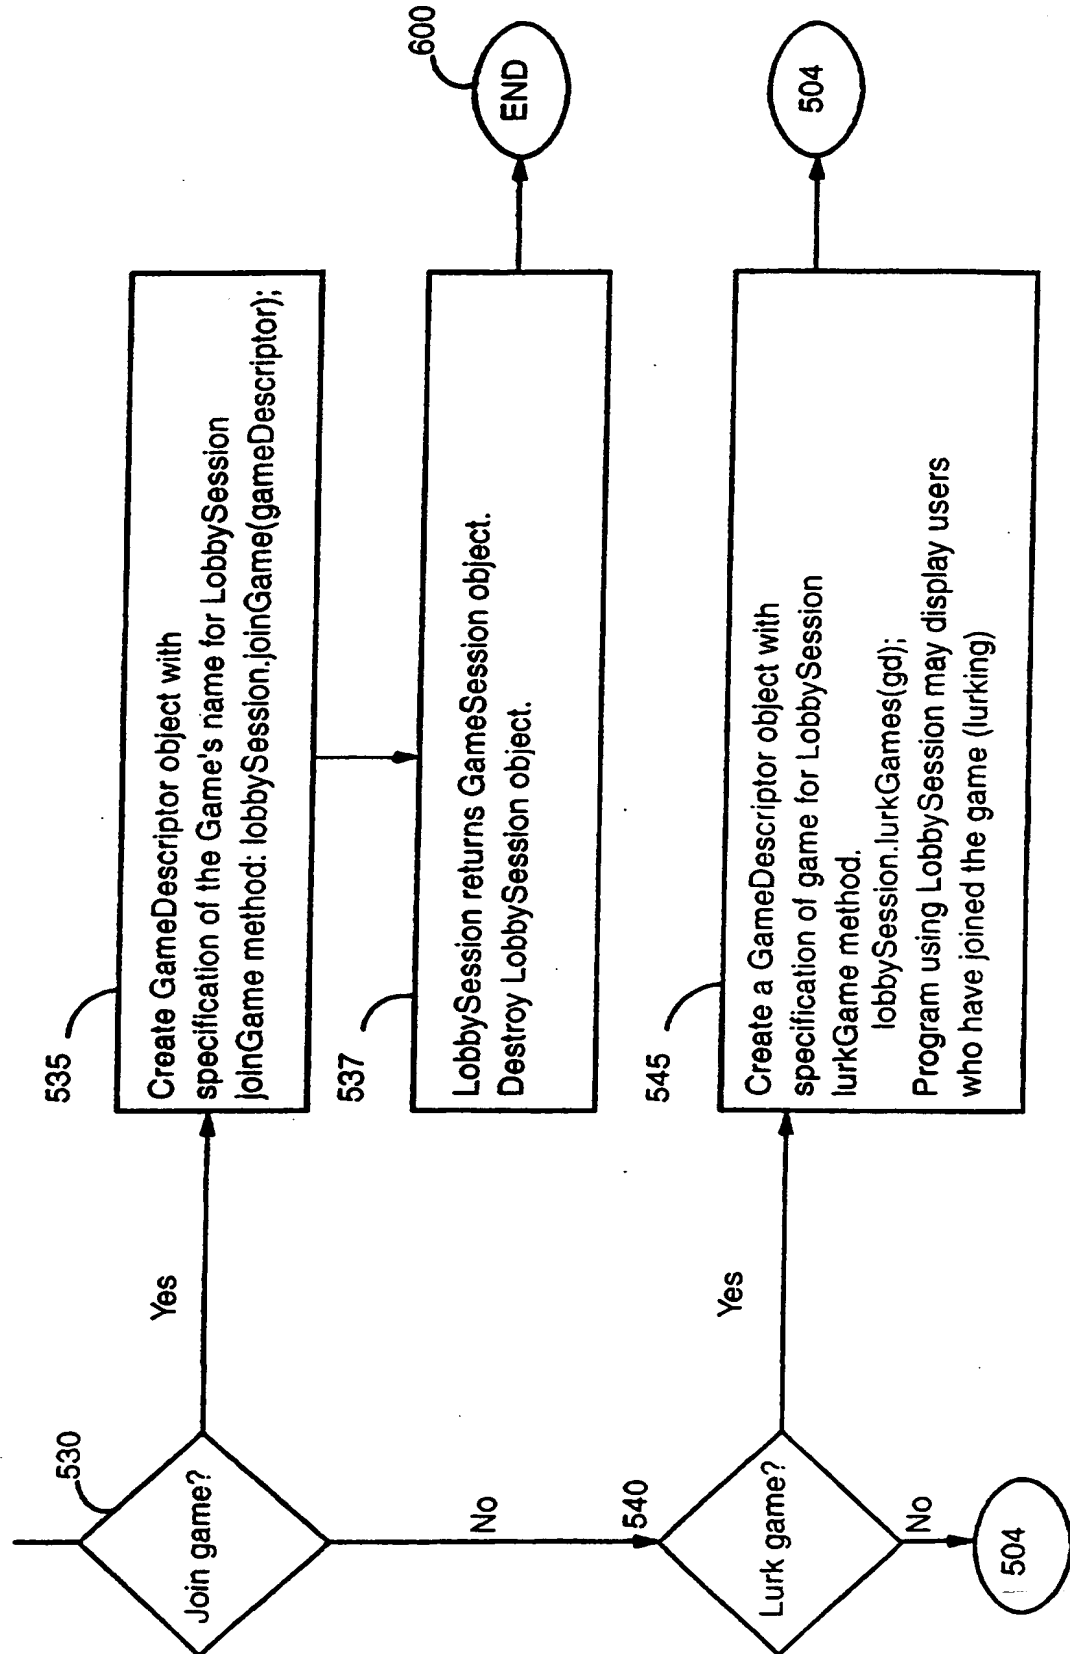 530
Join game?
Yes
535
Create GameDescriptor object with
specification of the Game's name for LobbySession
joinGame method: lobbySession.joinGame(gameDescriptor);
537
LobbySession returns GameSession object.
Destroy LobbySession object.
600
END
No
540
Lurk game?
Yes
545
Create a GameDescriptor object with
specification of game for LobbySession
lurkGame method.
lobbySession.lurkGames(gd);
Program using LobbySession may display users
who have joined the game (lurking)
504
No
504